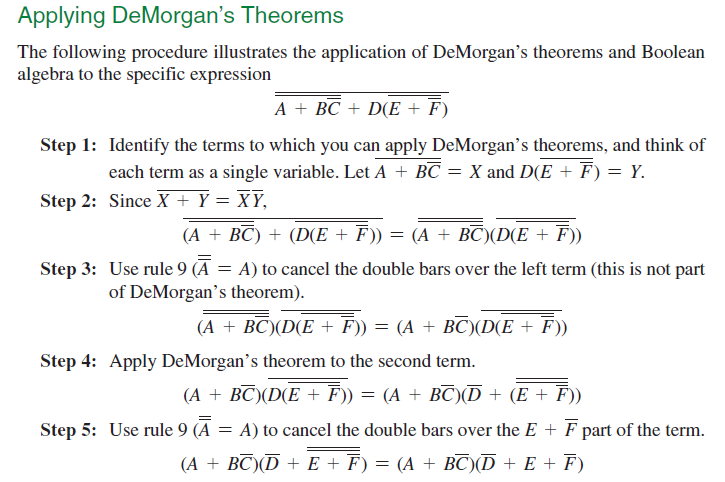 Applying DeMorgan's Theorems
The following procedure illustrates the application of DeMorgan's theorems and Boolean
algebra to the specific expression
$\overline{\overline{A + B\overline{C}} + D(\overline{E + \overline{F}})}$
Step 1: Identify the terms to which you can apply DeMorgan's theorems, and think of
each term as a single variable. Let $\overline{A + B\overline{C}} = X$ and $D(\overline{E + \overline{F}}) = Y$.
Step 2: Since $\overline{X + Y} = \overline{X}\,\overline{Y}$,
$\overline{(\overline{A + B\overline{C}}) + (D(\overline{E + \overline{F}}))} = (\overline{\overline{A + B\overline{C}}})(\overline{D(\overline{E + \overline{F}})})$
Step 3: Use rule 9 ($\overline{\overline{A}} = A$) to cancel the double bars over the left term (this is not part
of DeMorgan's theorem).
$(\overline{\overline{A + B\overline{C}}})(\overline{D(\overline{E + \overline{F}})}) = (A + B\overline{C})(\overline{D(\overline{E + \overline{F}})})$
Step 4: Apply DeMorgan's theorem to the second term.
$(A + B\overline{C})(\overline{D(\overline{E + \overline{F}})}) = (A + B\overline{C})(\overline{D} + (\overline{\overline{E + \overline{F}}}))$
Step 5: Use rule 9 ($\overline{\overline{A}} = A$) to cancel the double bars over the $E + \overline{F}$ part of the term.
$(A + B\overline{C})(\overline{D} + \overline{\overline{E + \overline{F}}}) = (A + B\overline{C})(\overline{D} + E + \overline{F})$